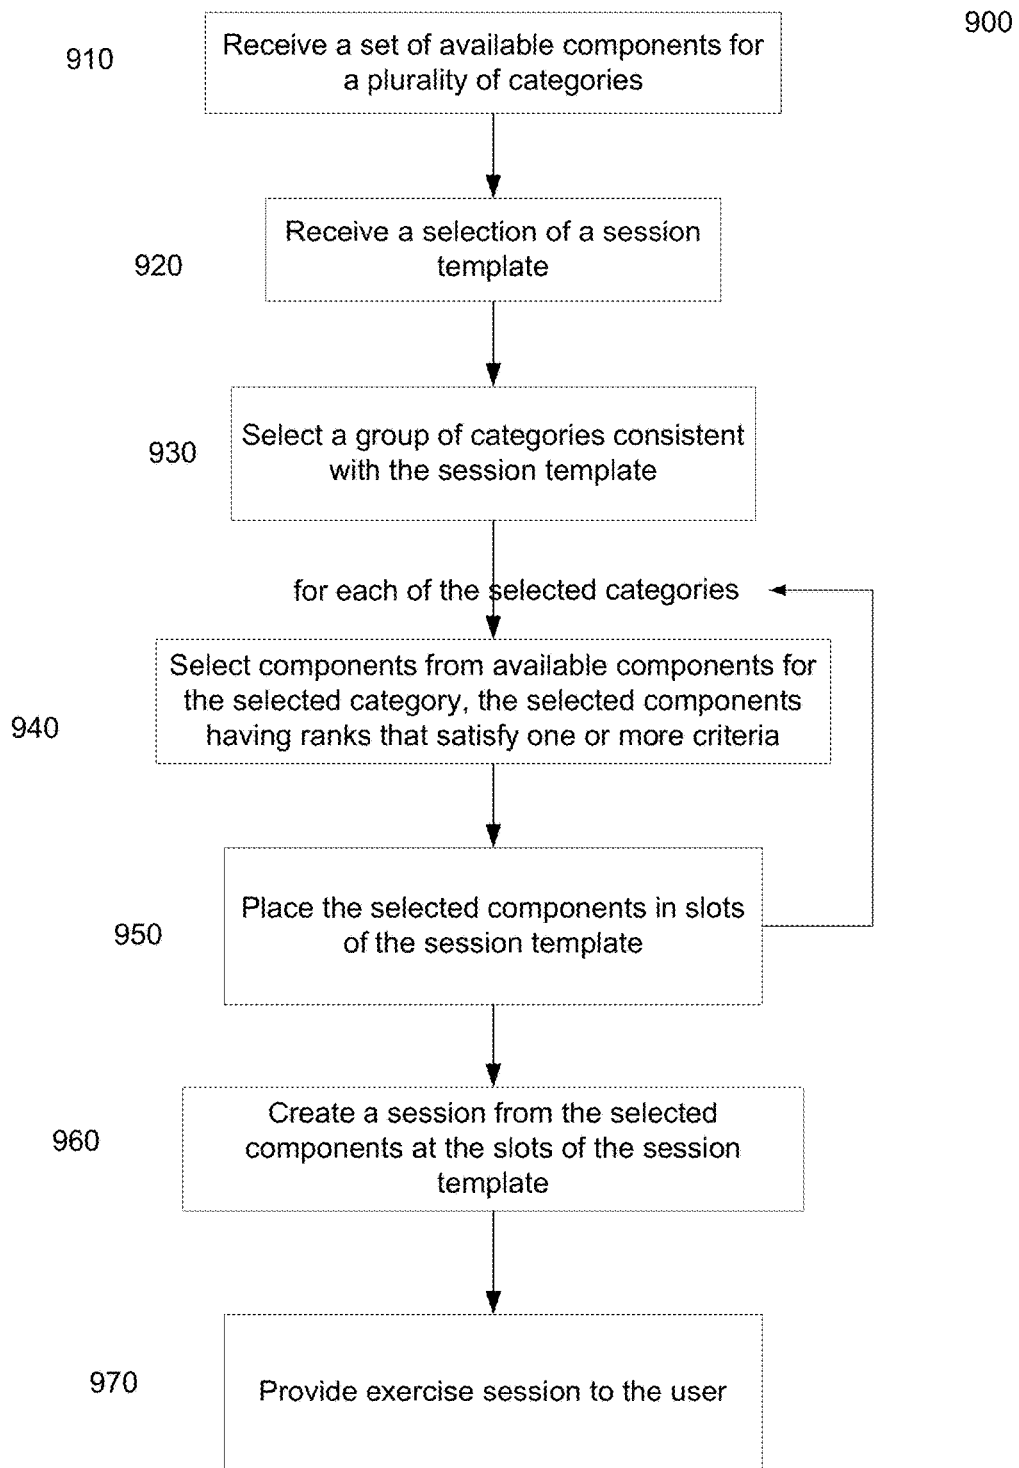 900
910
Receive a set of available components for
a plurality of categories
920
Receive a selection of a session
template
930
Select a group of categories consistent
with the session template
for each of the selected categories
940
Select components from available components for
the selected category, the selected components
having ranks that satisfy one or more criteria
950
Place the selected components in slots
of the session template
960
Create a session from the selected
components at the slots of the session
template
970
Provide exercise session to the user